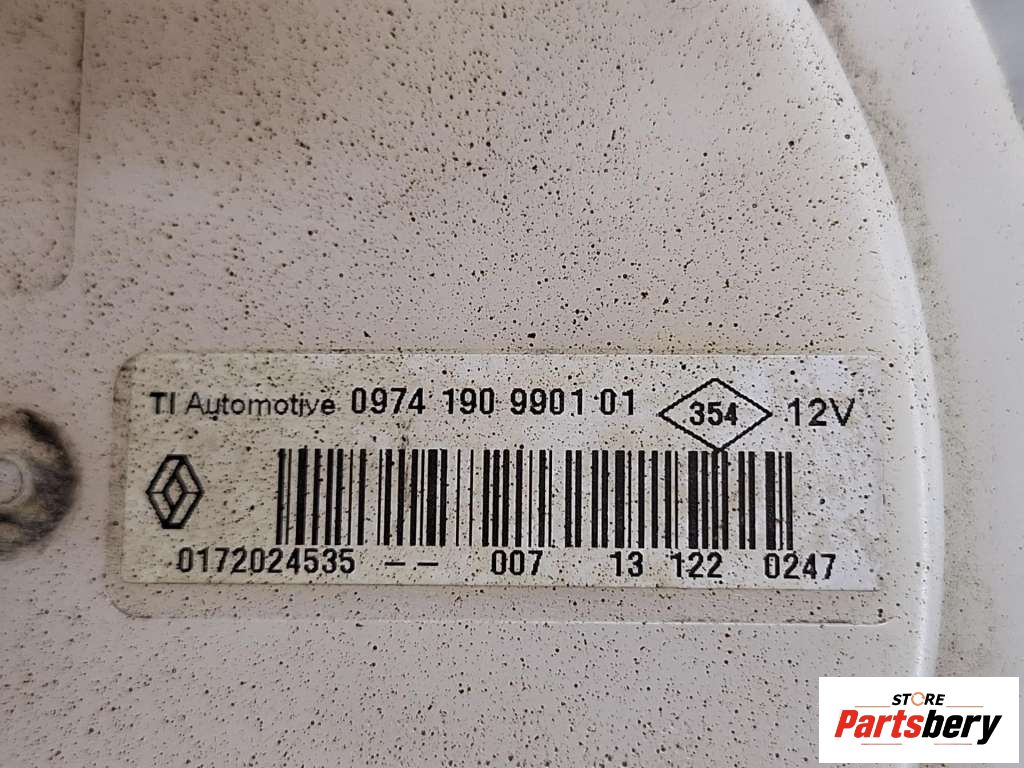 TI Automotive 0974 190 9901 01 354 12V
0172024535 -- 007 13 122 0247
STORE
Partsbery